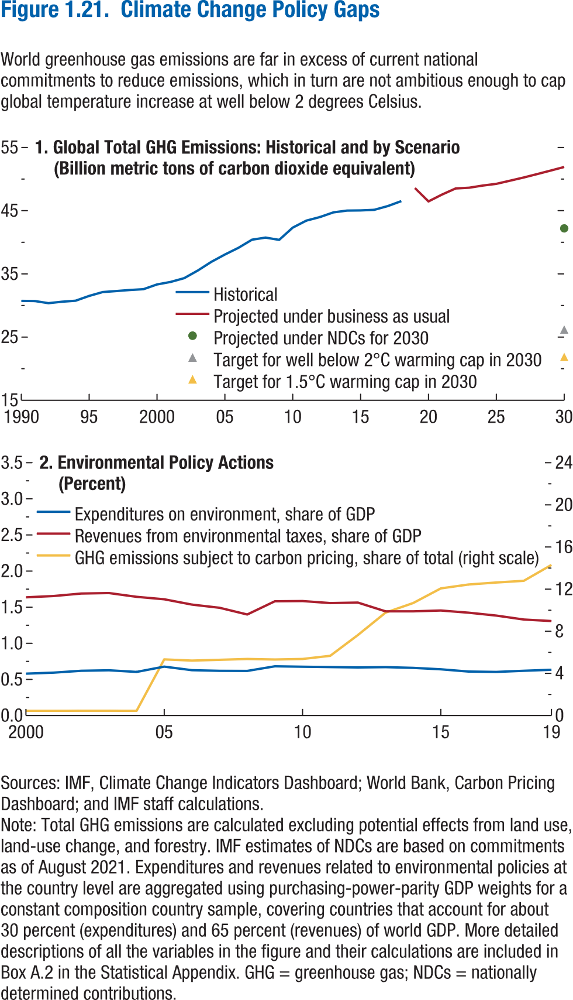 Figure 1.21. Climate Change Policy Gaps
World greenhouse gas emissions are far in excess of current national
commitments to reduce emissions, which in turn are not ambitious enough to cap
global temperature increase at well below 2 degrees Celsius.
55
1. Global Total GHG Emissions: Historical and by Scenario
(Billion metric tons of carbon dioxide equivalent)
45
35
Historical
Projected under business as usual
25
Projected under NDCs for 2030
Target for well below 2°C warming cap in 2030
Target for 1.5°C warming cap in 2030
15
1990 95 2000 05 10 15 20 25 30
3.5
2. Environmental Policy Actions
24
(Percent)
3.0
20
Expenditures on environment, share of GDP
2.5
Revenues from environmental taxes, share of GDP
16
GHG emissions subject to carbon pricing, share of total (right scale)
2.0
12
1.5
8
1.0
4
0.5
0.0
0
2000 05 10 15 19
Sources: IMF, Climate Change Indicators Dashboard; World Bank, Carbon Pricing
Dashboard; and IMF staff calculations.
Note: Total GHG emissions are calculated excluding potential effects from land use,
land-use change, and forestry. IMF estimates of NDCs are based on commitments
as of August 2021. Expenditures and revenues related to environmental policies at
the country level are aggregated using purchasing-power-parity GDP weights for a
constant composition country sample, covering countries that account for about
30 percent (expenditures) and 65 percent (revenues) of world GDP. More detailed
descriptions of all the variables in the figure and their calculations are included in
Box A.2 in the Statistical Appendix. GHG = greenhouse gas; NDCs = nationally
determined contributions.